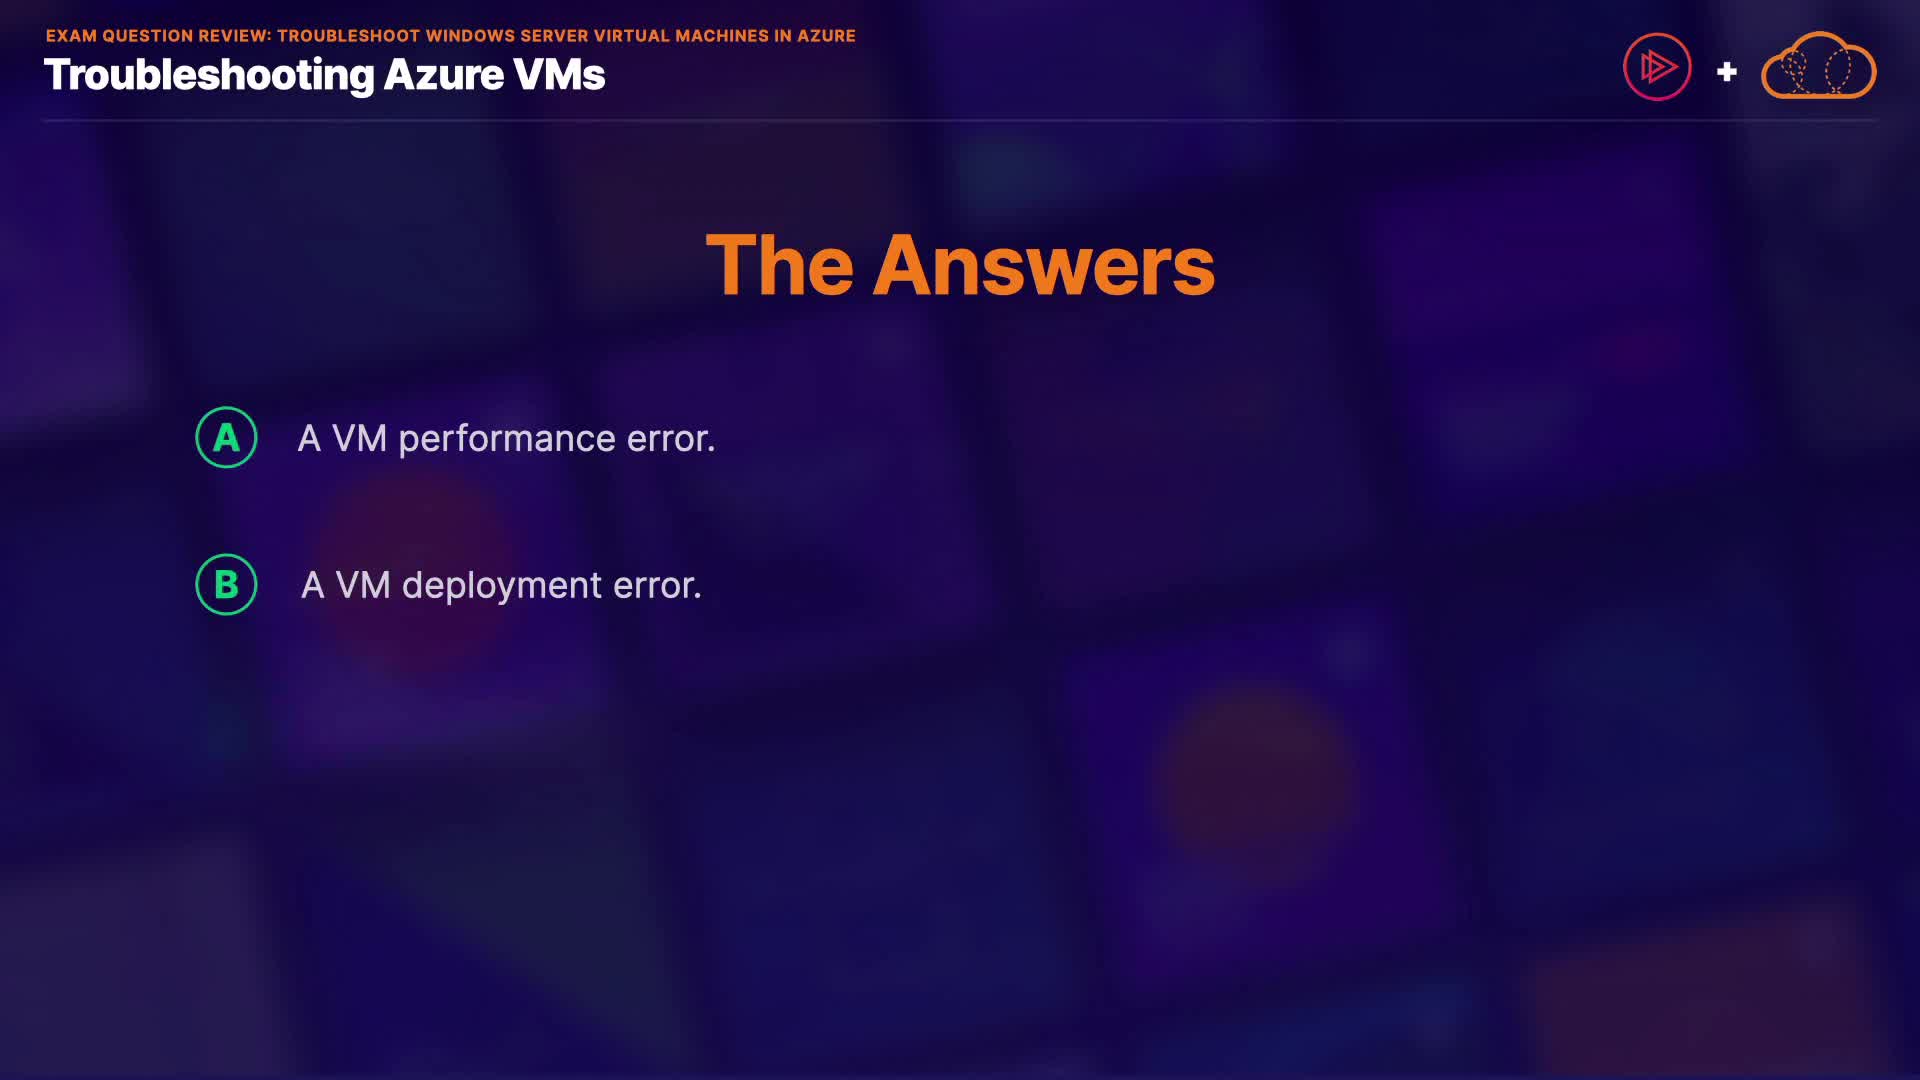 EXAM QUESTION REVIEW: TROUBLESHOOT WINDOWS SERVER VIRTUAL MACHINES IN AZURE
Troubleshooting Azure VMs
+
The Answers
A A VM performance error.
B A VM deployment error.